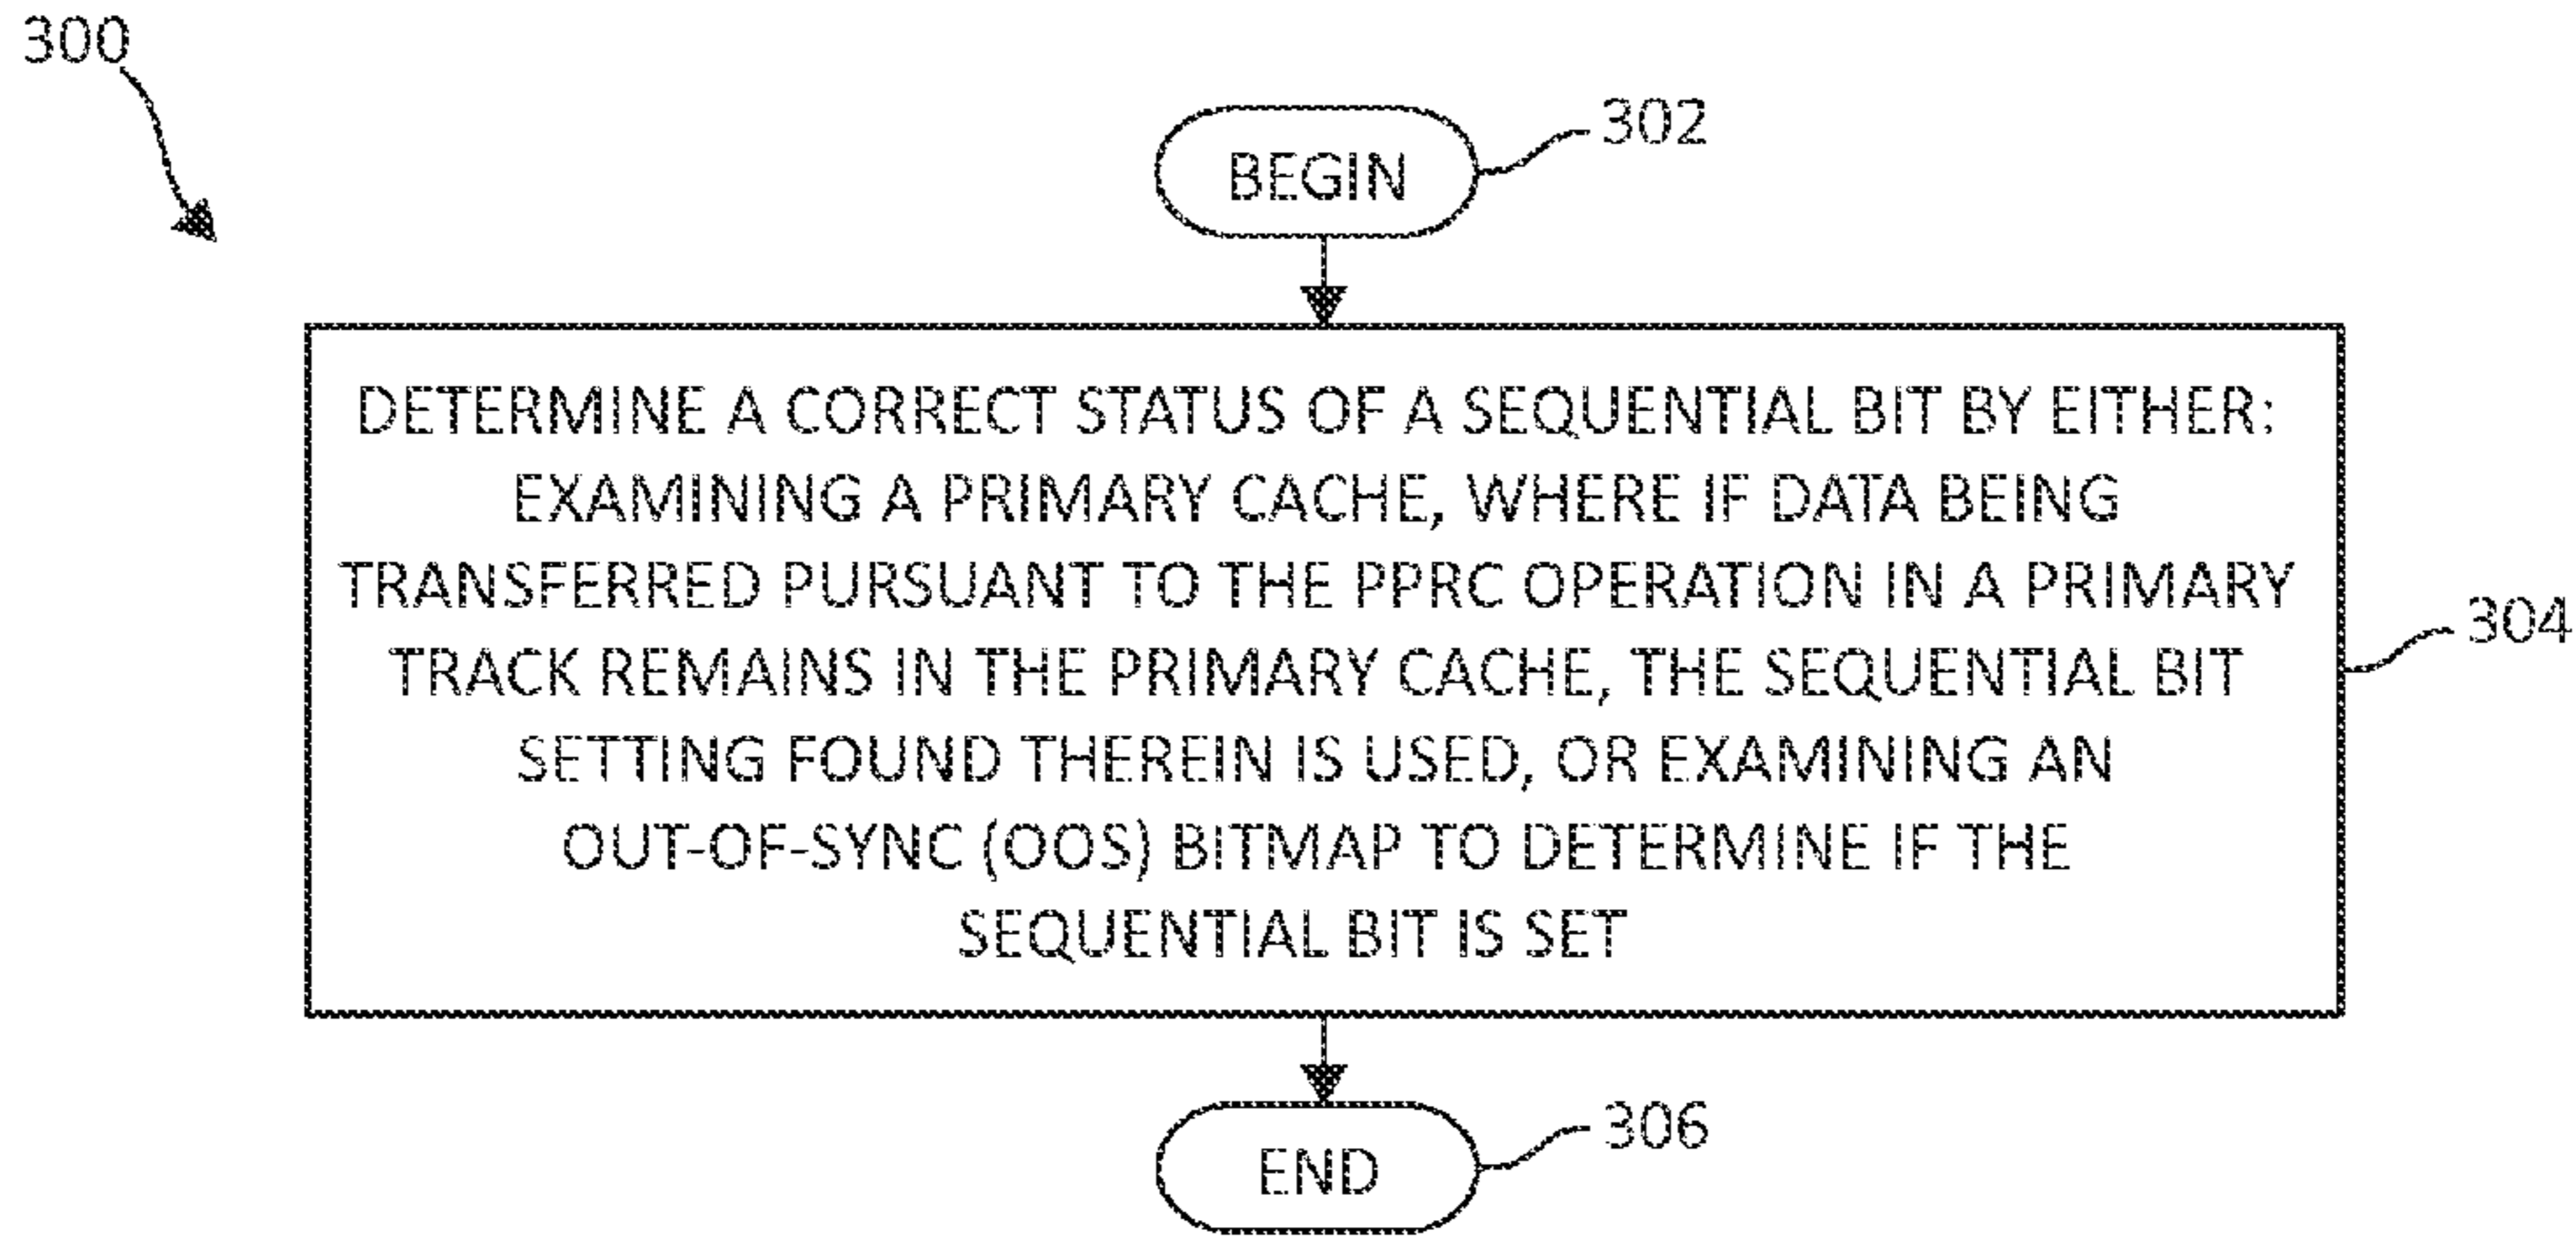 300
BEGIN
302
DETERMINE A CORRECT STATUS OF A SEQUENTIAL BIT BY EITHER:
EXAMINING A PRIMARY CACHE, WHERE IF DATA BEING
TRANSFERRED PURSUANT TO THE PPRC OPERATION IN A PRIMARY
TRACK REMAINS IN THE PRIMARY CACHE, THE SEQUENTIAL BIT
SETTING FOUND THEREIN IS USED, OR EXAMINING AN
OUT-OF-SYNC (OOS) BITMAP TO DETERMINE IF THE
SEQUENTIAL BIT IS SET
304
END
306